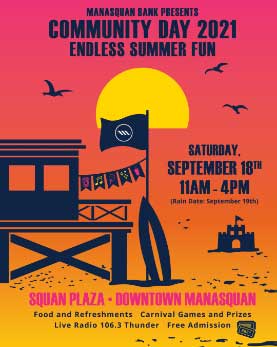 MANASQUAN BANK PRESENTS
COMMUNITY DAY 2021
ENDLESS SUMMER FUN
SATURDAY,
SEPTEMBER 18TH
11AM - 4PM
(Rain Date: September 19th)
SQUAN PLAZA • DOWNTOWN MANASQUAN
Food and Refreshments Carnival Games and Prizes
Live Radio 106.3 Thunder Free Admission